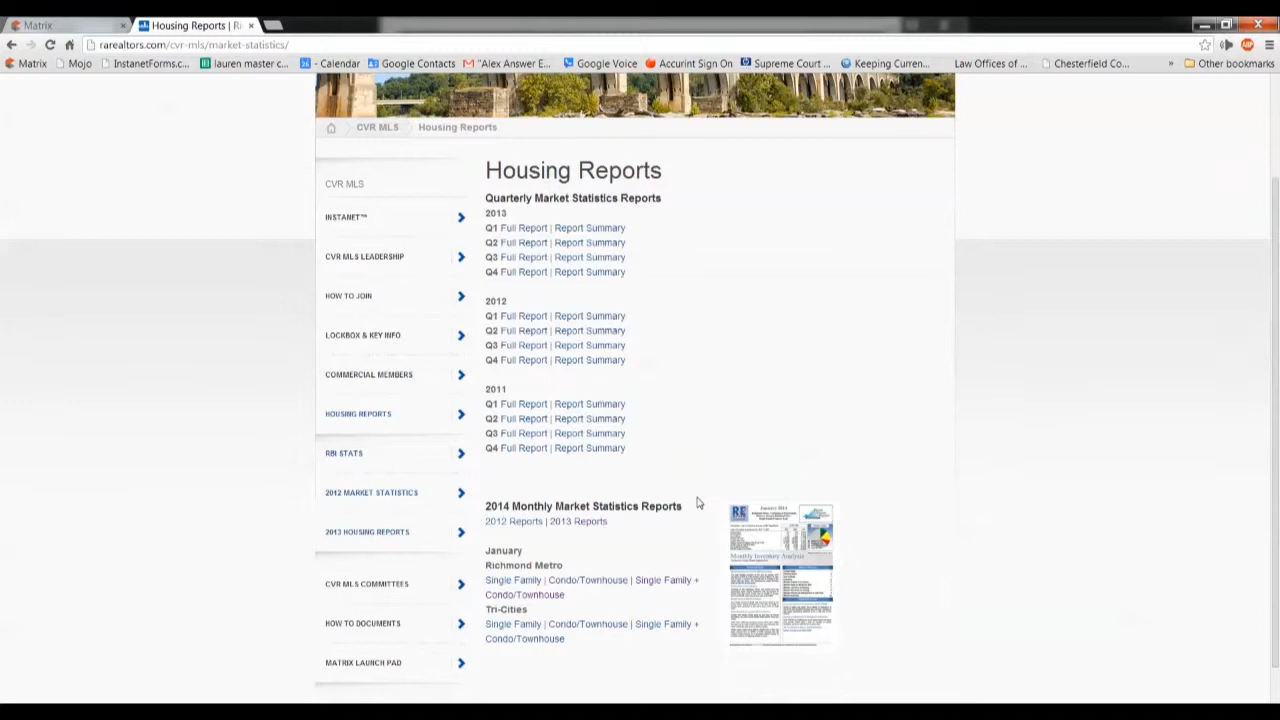 Matrix
Housing Reports | Ri
rarealtors.com/cvr-mls/market-statistics/
Matrix Mojo InstanetForms.c... lauren master c... - Calendar Google Contacts "Alex Answer E... Google Voice Accurint Sign On Supreme Court ... Keeping Curren... Law Offices of ... Chesterfield Co... » Other bookmarks
CVR MLS Housing Reports
CVR MLS
INSTANET™
CVR MLS LEADERSHIP
HOW TO JOIN
LOCKBOX & KEY INFO
COMMERCIAL MEMBERS
HOUSING REPORTS
RBI STATS
2012 MARKET STATISTICS
2013 HOUSING REPORTS
CVR MLS COMMITTEES
HOW TO DOCUMENTS
MATRIX LAUNCH PAD
Housing Reports
Quarterly Market Statistics Reports
2013
Q1 Full Report | Report Summary
Q2 Full Report | Report Summary
Q3 Full Report | Report Summary
Q4 Full Report | Report Summary
2012
Q1 Full Report | Report Summary
Q2 Full Report | Report Summary
Q3 Full Report | Report Summary
Q4 Full Report | Report Summary
2011
Q1 Full Report | Report Summary
Q2 Full Report | Report Summary
Q3 Full Report | Report Summary
Q4 Full Report | Report Summary
2014 Monthly Market Statistics Reports
2012 Reports | 2013 Reports
January
Richmond Metro
Single Family | Condo/Townhouse | Single Family +
Condo/Townhouse
Tri-Cities
Single Family | Condo/Townhouse | Single Family +
Condo/Townhouse
January 2014
Monthly Inventory Analysis